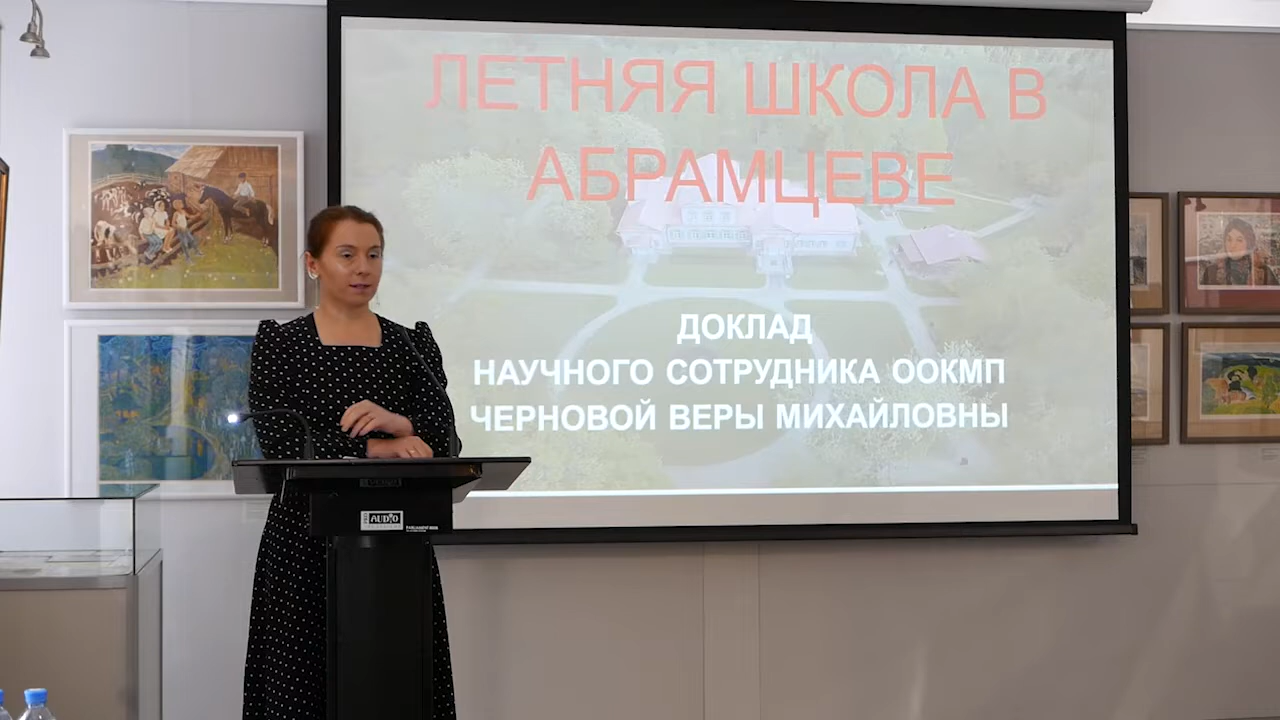 ЛЕТНЯЯ ШКОЛА В
АБРАМЦЕВЕ
ДОКЛАД
НАУЧНОГО СОТРУДНИКА ООКМП
ЧЕРНОВОЙ ВЕРЫ МИХАЙЛОВНЫ
AUDIO